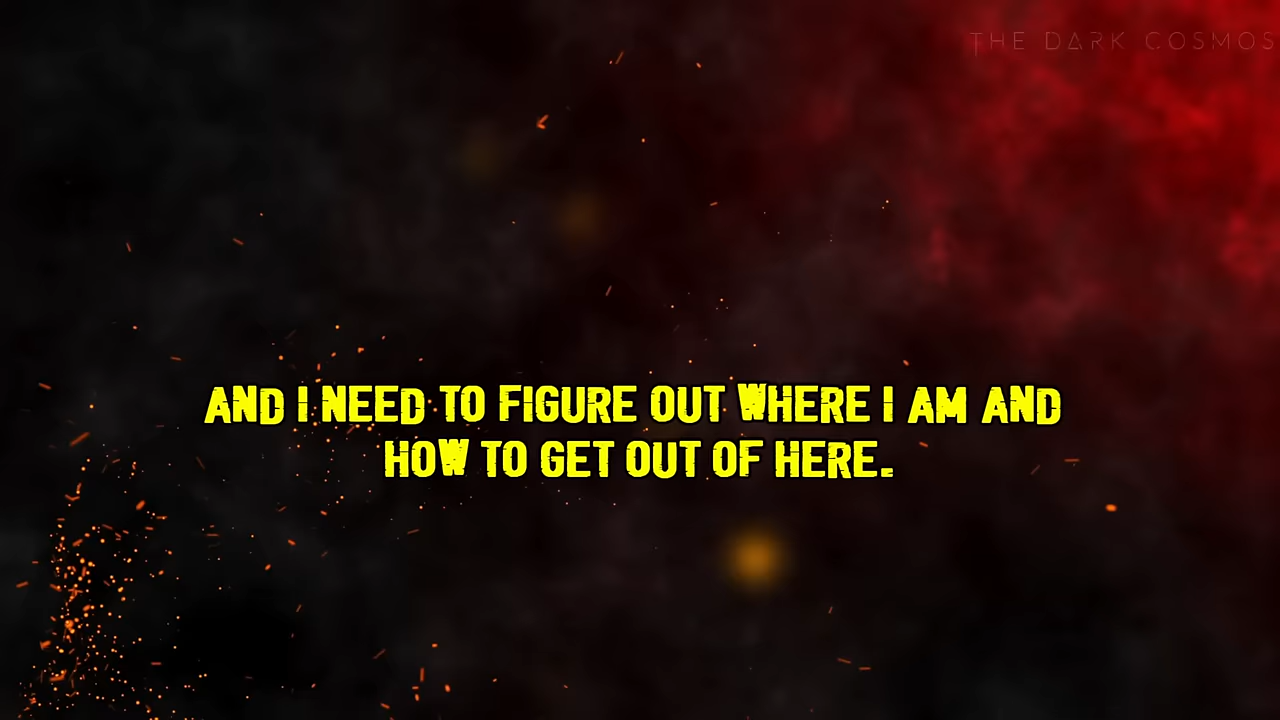 THE DARK COSMOS
AND I NEED TO FIGURE OUT WHERE I AM AND
HOW TO GET OUT OF HERE.